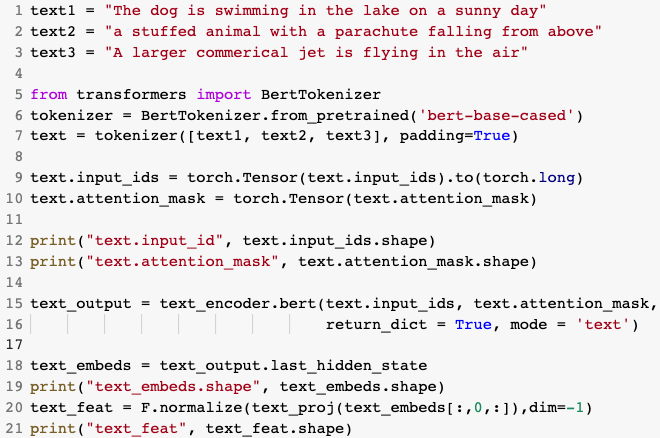 1 text1 = "The dog is swimming in the lake on a sunny day"
2 text2 = "a stuffed animal with a parachute falling from above"
3 text3 = "A larger commerical jet is flying in the air"
4
5 from transformers import BertTokenizer
6 tokenizer = BertTokenizer.from_pretrained('bert-base-cased')
7 text = tokenizer([text1, text2, text3], padding=True)
8
9 text.input_ids = torch.Tensor(text.input_ids).to(torch.long)
10 text.attention_mask = torch.Tensor(text.attention_mask)
11
12 print("text.input_id", text.input_ids.shape)
13 print("text.attention_mask", text.attention_mask.shape)
14
15 text_output = text_encoder.bert(text.input_ids, text.attention_mask,
16 return_dict = True, mode = 'text')
17
18 text_embeds = text_output.last_hidden_state
19 print("text_embeds.shape", text_embeds.shape)
20 text_feat = F.normalize(text_proj(text_embeds[:,0,:]),dim=-1)
21 print("text_feat", text_feat.shape)